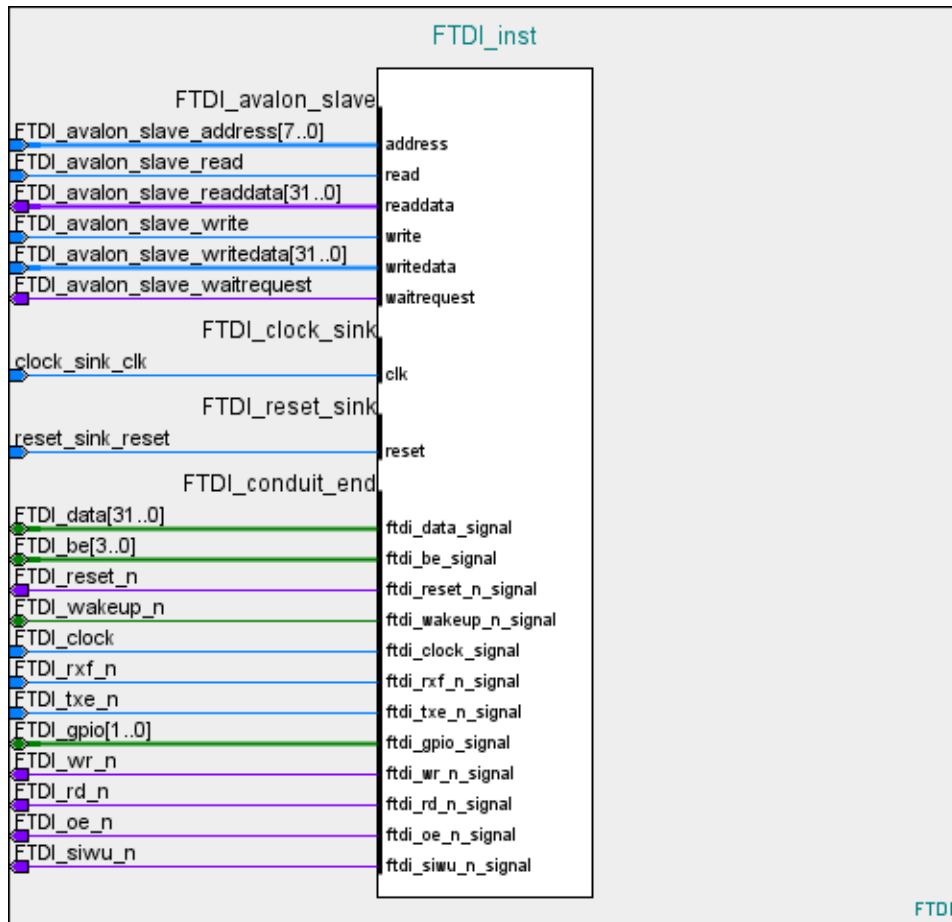 FTDI_inst
FTDI_avalon_slave
FTDI_avalon_slave_address[7..0]
address
FTDI_avalon_slave_read
read
FTDI_avalon_slave_readdata[31..0]
readdata
FTDI_avalon_slave_write
write
FTDI_avalon_slave_writedata[31..0]
writedata
FTDI_avalon_slave_waitrequest
waitrequest
FTDI_clock_sink
clock_sink_clk
clk
FTDI_reset_sink
reset_sink_reset
reset
FTDI_conduit_end
FTDI_data[31..0]
ftdi_data_signal
FTDI_be[3..0]
ftdi_be_signal
FTDI_reset_n
ftdi_reset_n_signal
FTDI_wakeup_n
ftdi_wakeup_n_signal
FTDI_clock
ftdi_clock_signal
FTDI_rxf_n
ftdi_rxf_n_signal
FTDI_txe_n
ftdi_txe_n_signal
FTDI_gpio[1..0]
ftdi_gpio_signal
FTDI_wr_n
ftdi_wr_n_signal
FTDI_rd_n
ftdi_rd_n_signal
FTDI_oe_n
ftdi_oe_n_signal
FTDI_siwu_n
ftdi_siwu_n_signal
FTDI